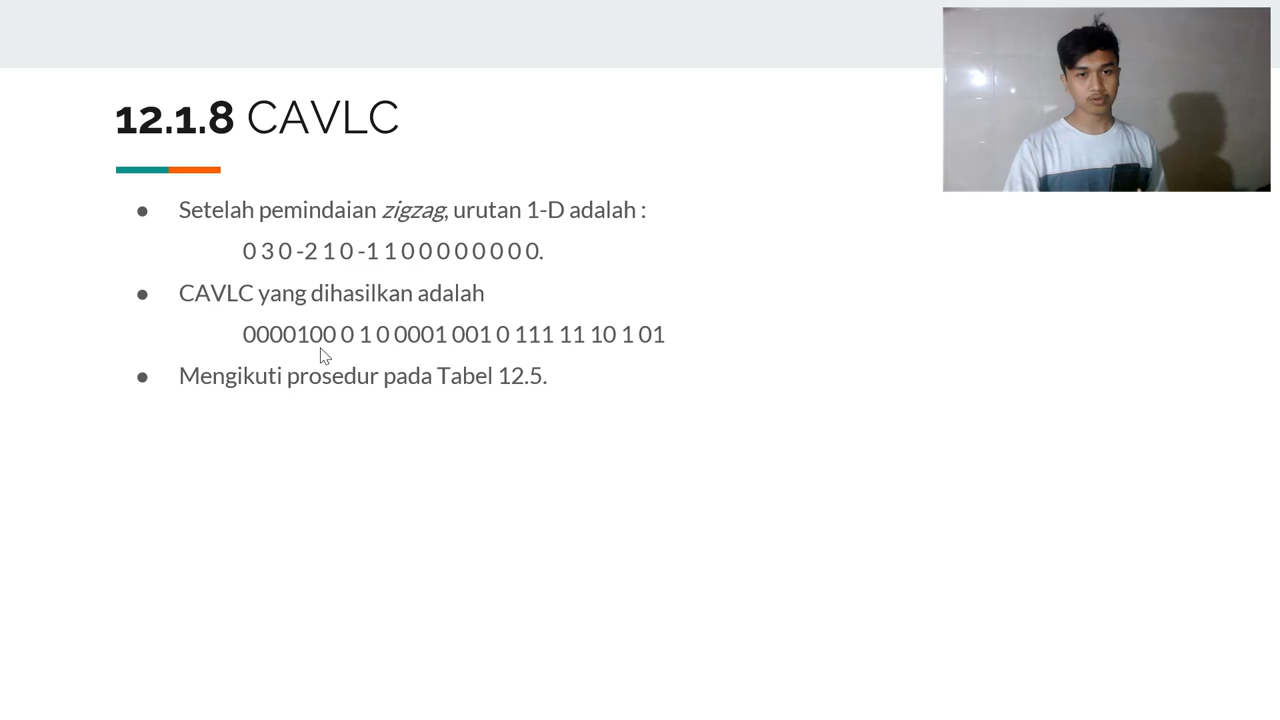 12.1.8 CAVLC
● Setelah pemindaian zigzag, urutan 1-D adalah :
0 3 0 -2 1 0 -1 1 0 0 0 0 0 0 0 0.
● CAVLC yang dihasilkan adalah
0000100 0 1 0 0001 001 0 111 11 10 1 01
● Mengikuti prosedur pada Tabel 12.5.